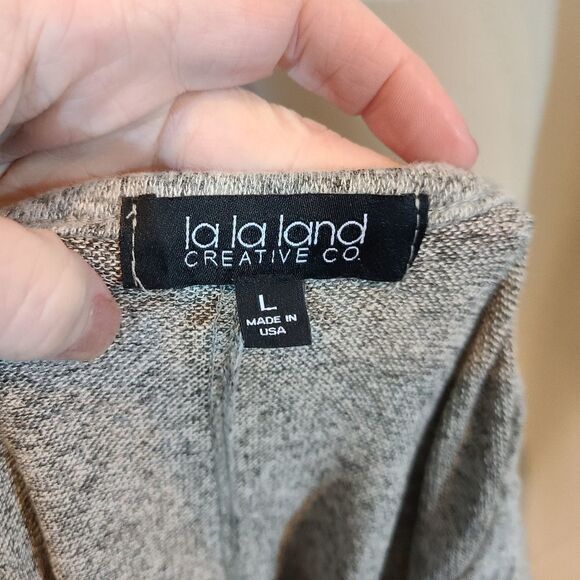 la la land
CREATIVE CO.
L
MADE IN
USA